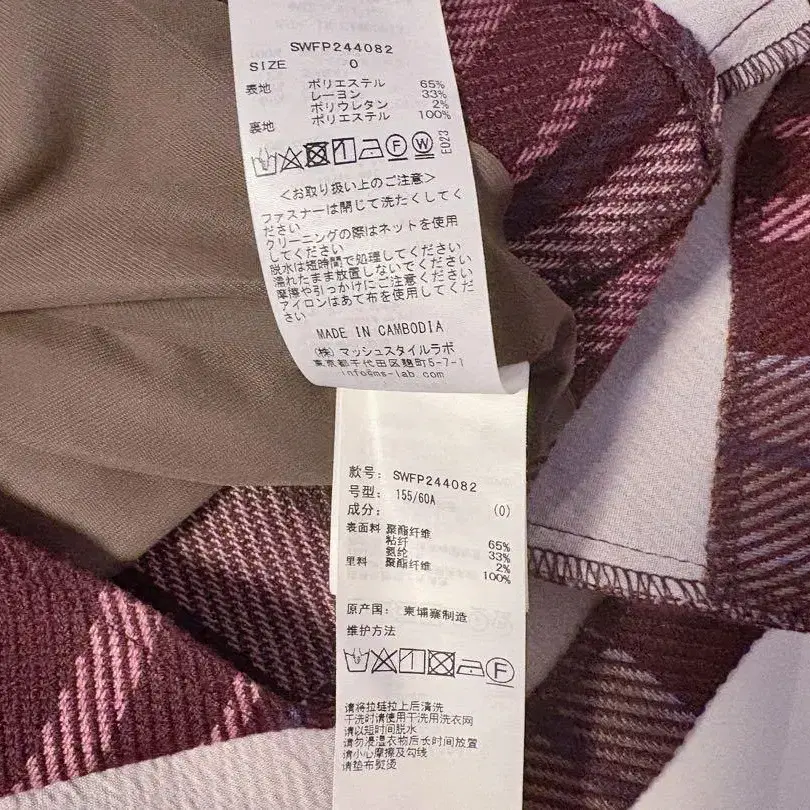 SWFP244082
SIZE 0
表地 ポリエステル 65%
レーヨン 33%
ポリウレタン 2%
裏地 ポリエステル 100%
F W E023
<お取り扱い上のご注意>
ファスナーは閉じて洗たくしてく
ださい
クリーニングの際はネットを使用
してください
脱水は短時間で処理してください
濡れたまま放置しないでください
摩擦や引っかけにご注意ください
アイロンはあて布を使用してくだ
さい
MADE IN CAMBODIA
(株) マッシュスタイルラボ
東京都千代田区麹町5-7-1
info@ms-lab.com
款号: SWFP244082
号型: 155/60A (0)
成分:
表面料 聚酯纤维 65%
粘纤 33%
氨纶 2%
里料 聚酯纤维 100%
原产国: 柬埔寨制造
维护方法
F
请将拉链拉上后清洗
干洗时请使用干洗用洗衣网
请以短时间脱水
请勿浸湿衣物后长时间放置
请小心摩擦及勾线
请垫布熨烫